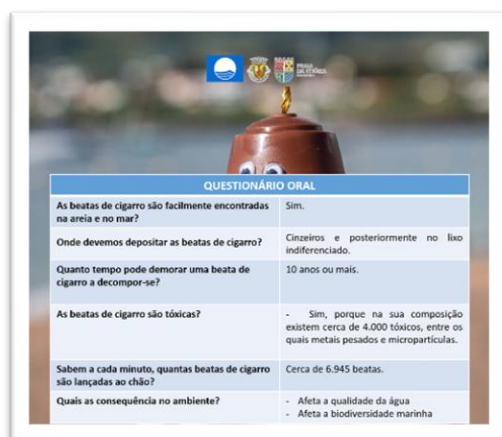 PRAIA
DA VITÓRIA
QUESTIONÁRIO ORAL
As beatas de cigarro são facilmente encontradas
na areia e no mar?
Sim.
Onde devemos depositar as beatas de cigarro?
Cinzeiros e posteriormente no lixo
indiferenciado.
Quanto tempo pode demorar uma beata de
cigarro a decompor-se?
10 anos ou mais.
As beatas de cigarro são tóxicas?
- Sim, porque na sua composição
existem cerca de 4.000 tóxicos, entre os
quais metais pesados e micropartículas.
Sabem a cada minuto, quantas beatas de cigarro
são lançadas ao chão?
Cerca de 6.945 beatas.
Quais as consequência no ambiente?
- Afeta a qualidade da água
- Afeta a biodiversidade marinha